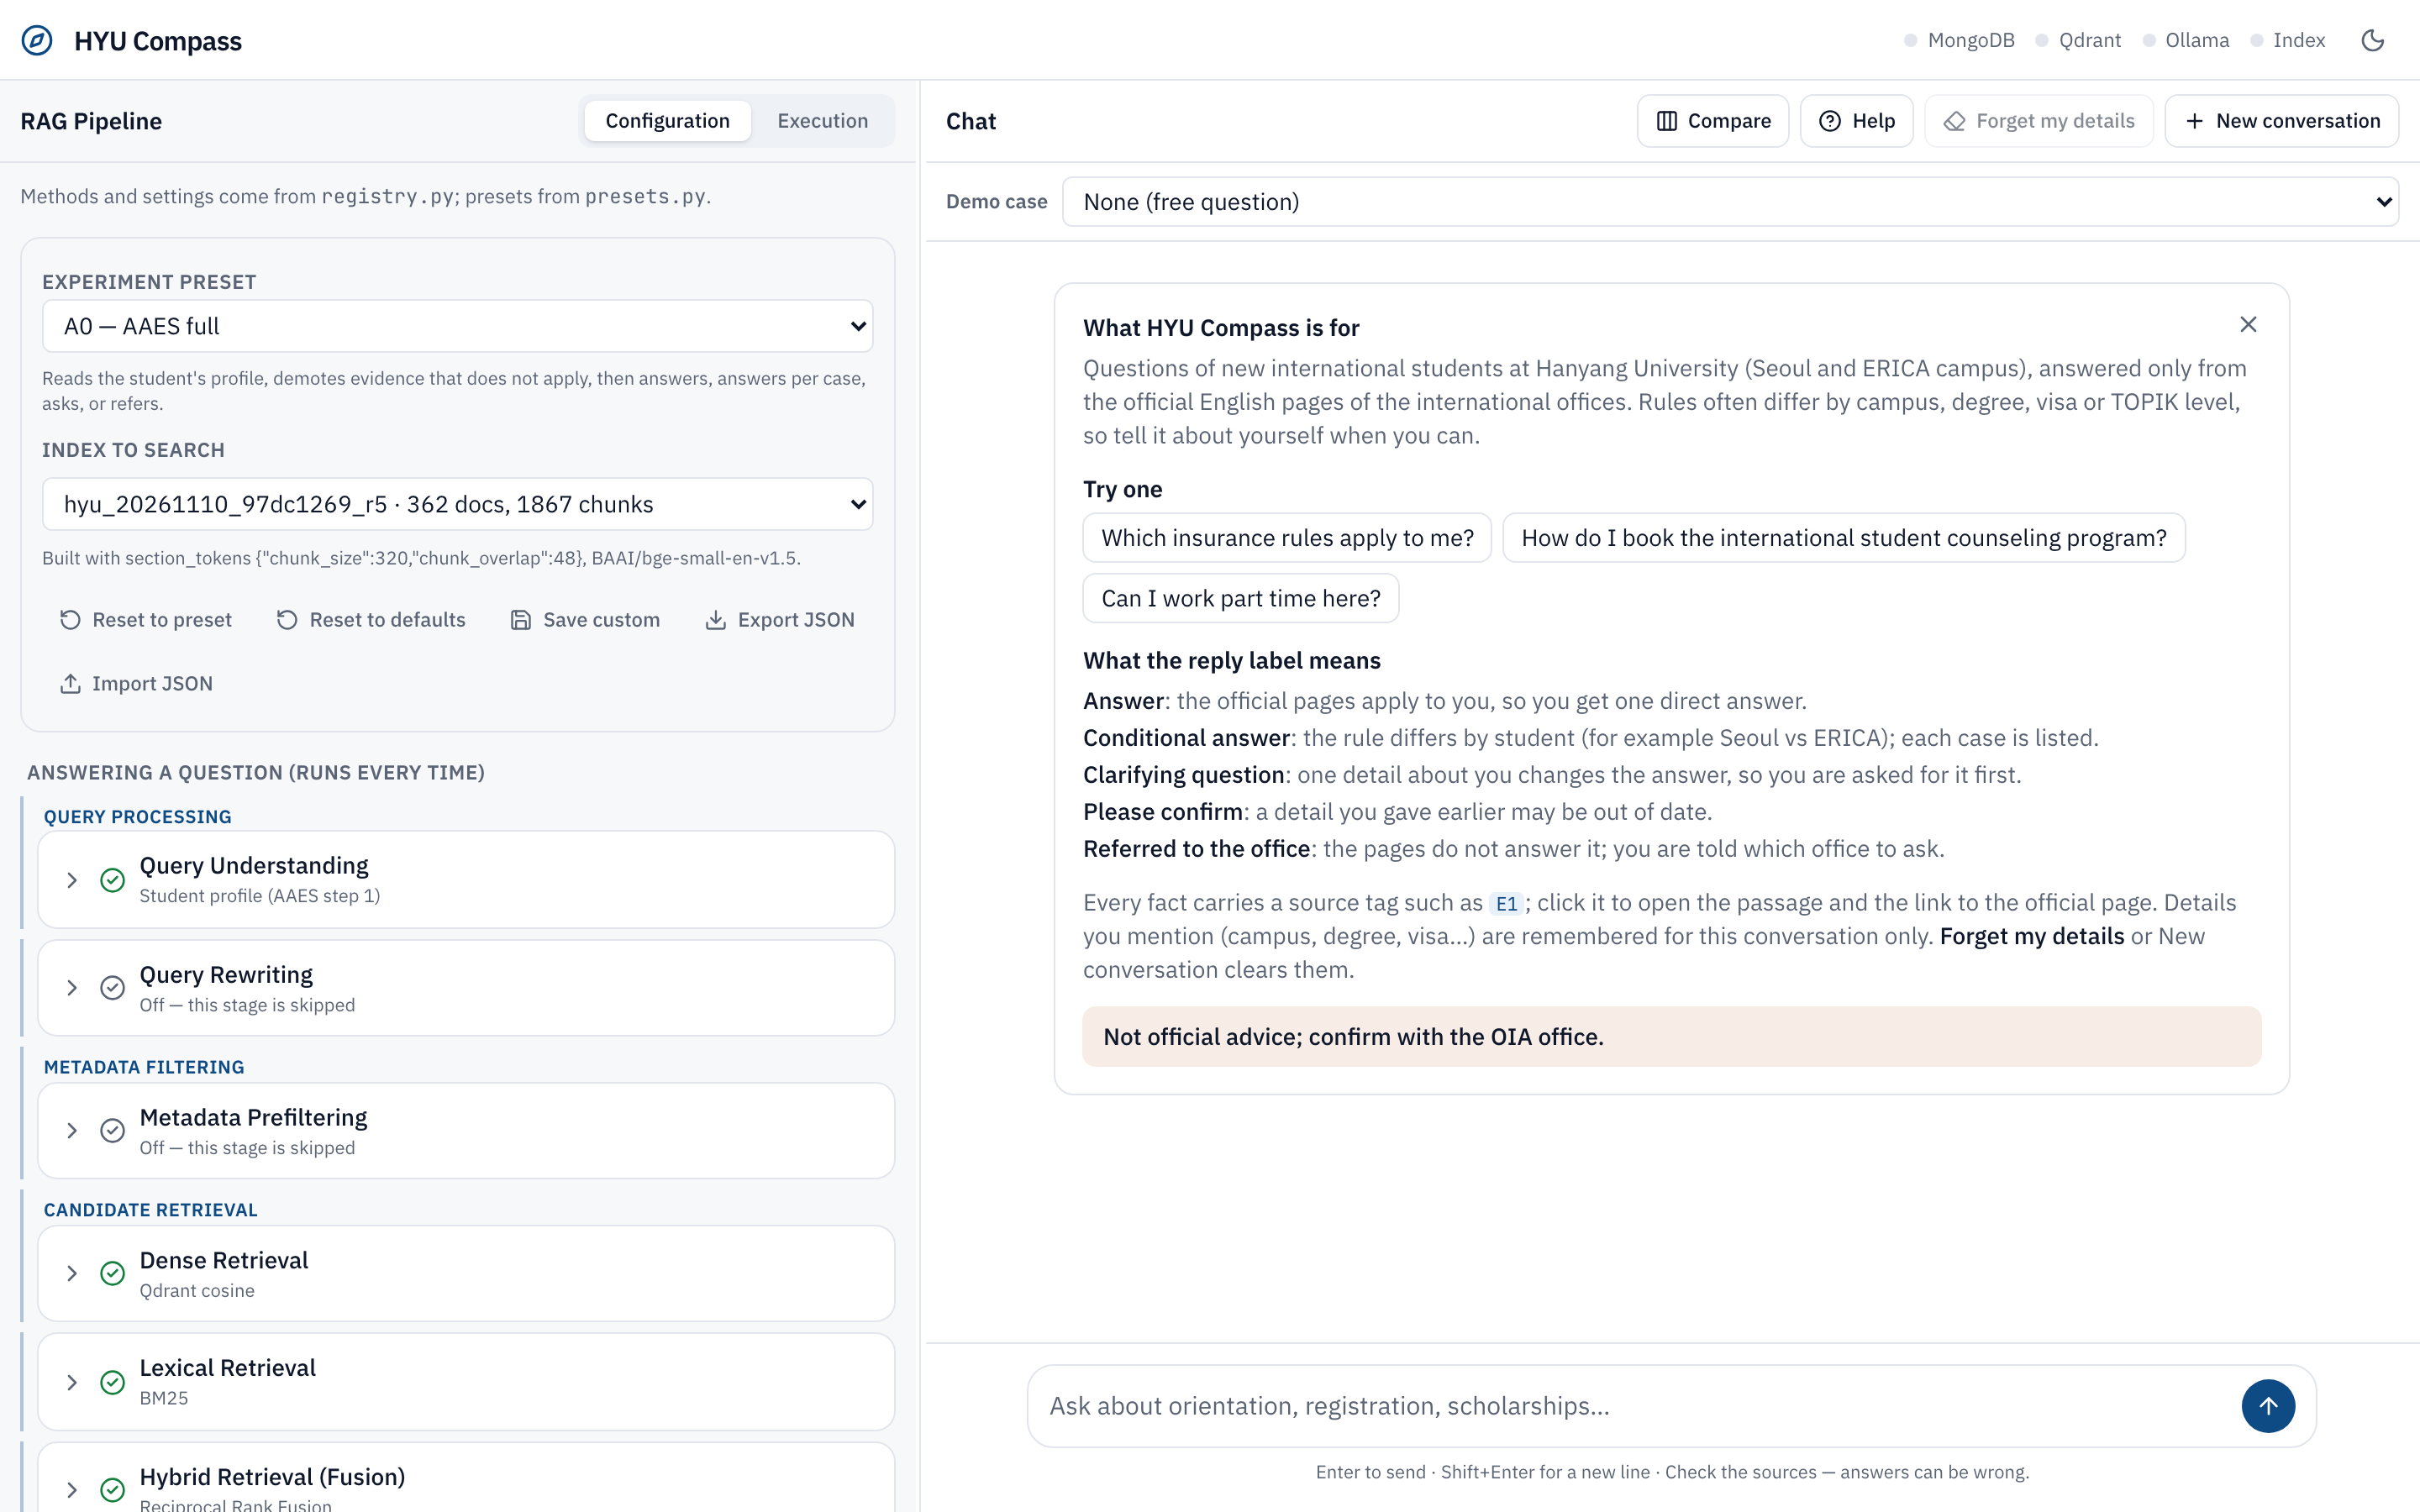 HYU Compass
MongoDB
Qdrant
Ollama
Index
RAG Pipeline
Configuration
Execution
Methods and settings come from registry.py; presets from presets.py.
EXPERIMENT PRESET
A0 — AAES full
Reads the student's profile, demotes evidence that does not apply, then answers, answers per case,
asks, or refers.
INDEX TO SEARCH
hyu_20261110_97dc1269_r5 · 362 docs, 1867 chunks
Built with section_tokens {"chunk_size":320,"chunk_overlap":48}, BAAI/bge-small-en-v1.5.
Reset to preset
Reset to defaults
Save custom
Export JSON
Import JSON
ANSWERING A QUESTION (RUNS EVERY TIME)
QUERY PROCESSING
Query Understanding
Student profile (AAES step 1)
Query Rewriting
Off — this stage is skipped
METADATA FILTERING
Metadata Prefiltering
Off — this stage is skipped
CANDIDATE RETRIEVAL
Dense Retrieval
Qdrant cosine
Lexical Retrieval
BM25
Hybrid Retrieval (Fusion)
Reciprocal Rank Fusion
Chat
Compare
Help
Forget my details
New conversation
Demo case
None (free question)
What HYU Compass is for
Questions of new international students at Hanyang University (Seoul and ERICA campus), answered only from
the official English pages of the international offices. Rules often differ by campus, degree, visa or TOPIK level,
so tell it about yourself when you can.
Try one
Which insurance rules apply to me?
How do I book the international student counseling program?
Can I work part time here?
What the reply label means
Answer: the official pages apply to you, so you get one direct answer.
Conditional answer: the rule differs by student (for example Seoul vs ERICA); each case is listed.
Clarifying question: one detail about you changes the answer, so you are asked for it first.
Please confirm: a detail you gave earlier may be out of date.
Referred to the office: the pages do not answer it; you are told which office to ask.
Every fact carries a source tag such as E1; click it to open the passage and the link to the official page. Details
you mention (campus, degree, visa...) are remembered for this conversation only. Forget my details or New
conversation clears them.
Not official advice; confirm with the OIA office.
Ask about orientation, registration, scholarships...
Enter to send · Shift+Enter for a new line · Check the sources — answers can be wrong.